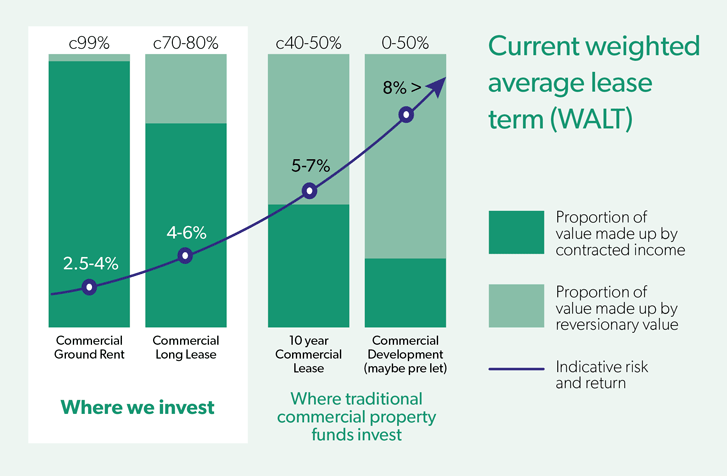 c99%
c70-80%
c40-50%
0-50%
Current weighted
average lease
term (WALT)
8% >
5-7%
4-6%
2.5-4%
Proportion of
value made up by
contracted income
Proportion of
value made up by
reversionary value
Indicative risk
and return
Commercial
Ground Rent
Commercial
Long Lease
10 year
Commercial
Lease
Commercial
Development
(maybe pre let)
Where we invest
Where traditional
commercial property
funds invest